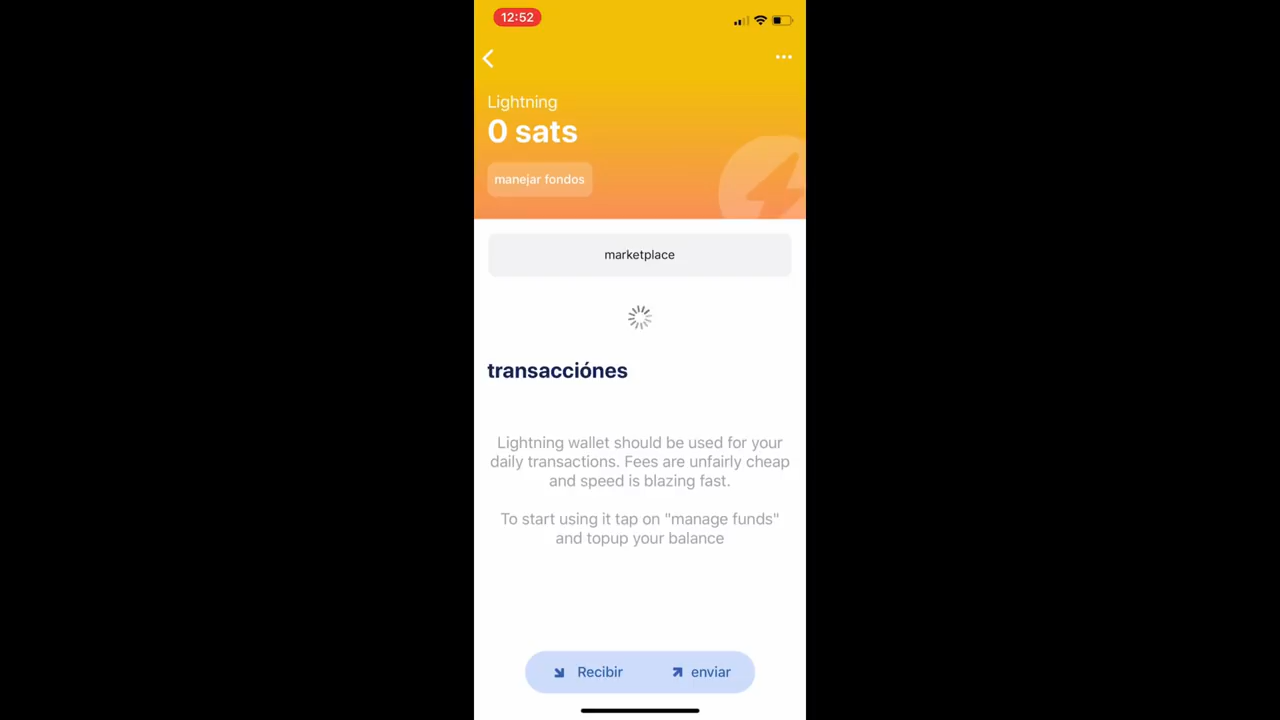 12:52
Lightning
0 sats
manejar fondos
marketplace
transacciónes
Lightning wallet should be used for your
daily transactions. Fees are unfairly cheap
and speed is blazing fast.
To start using it tap on "manage funds"
and topup your balance
Recibir
enviar